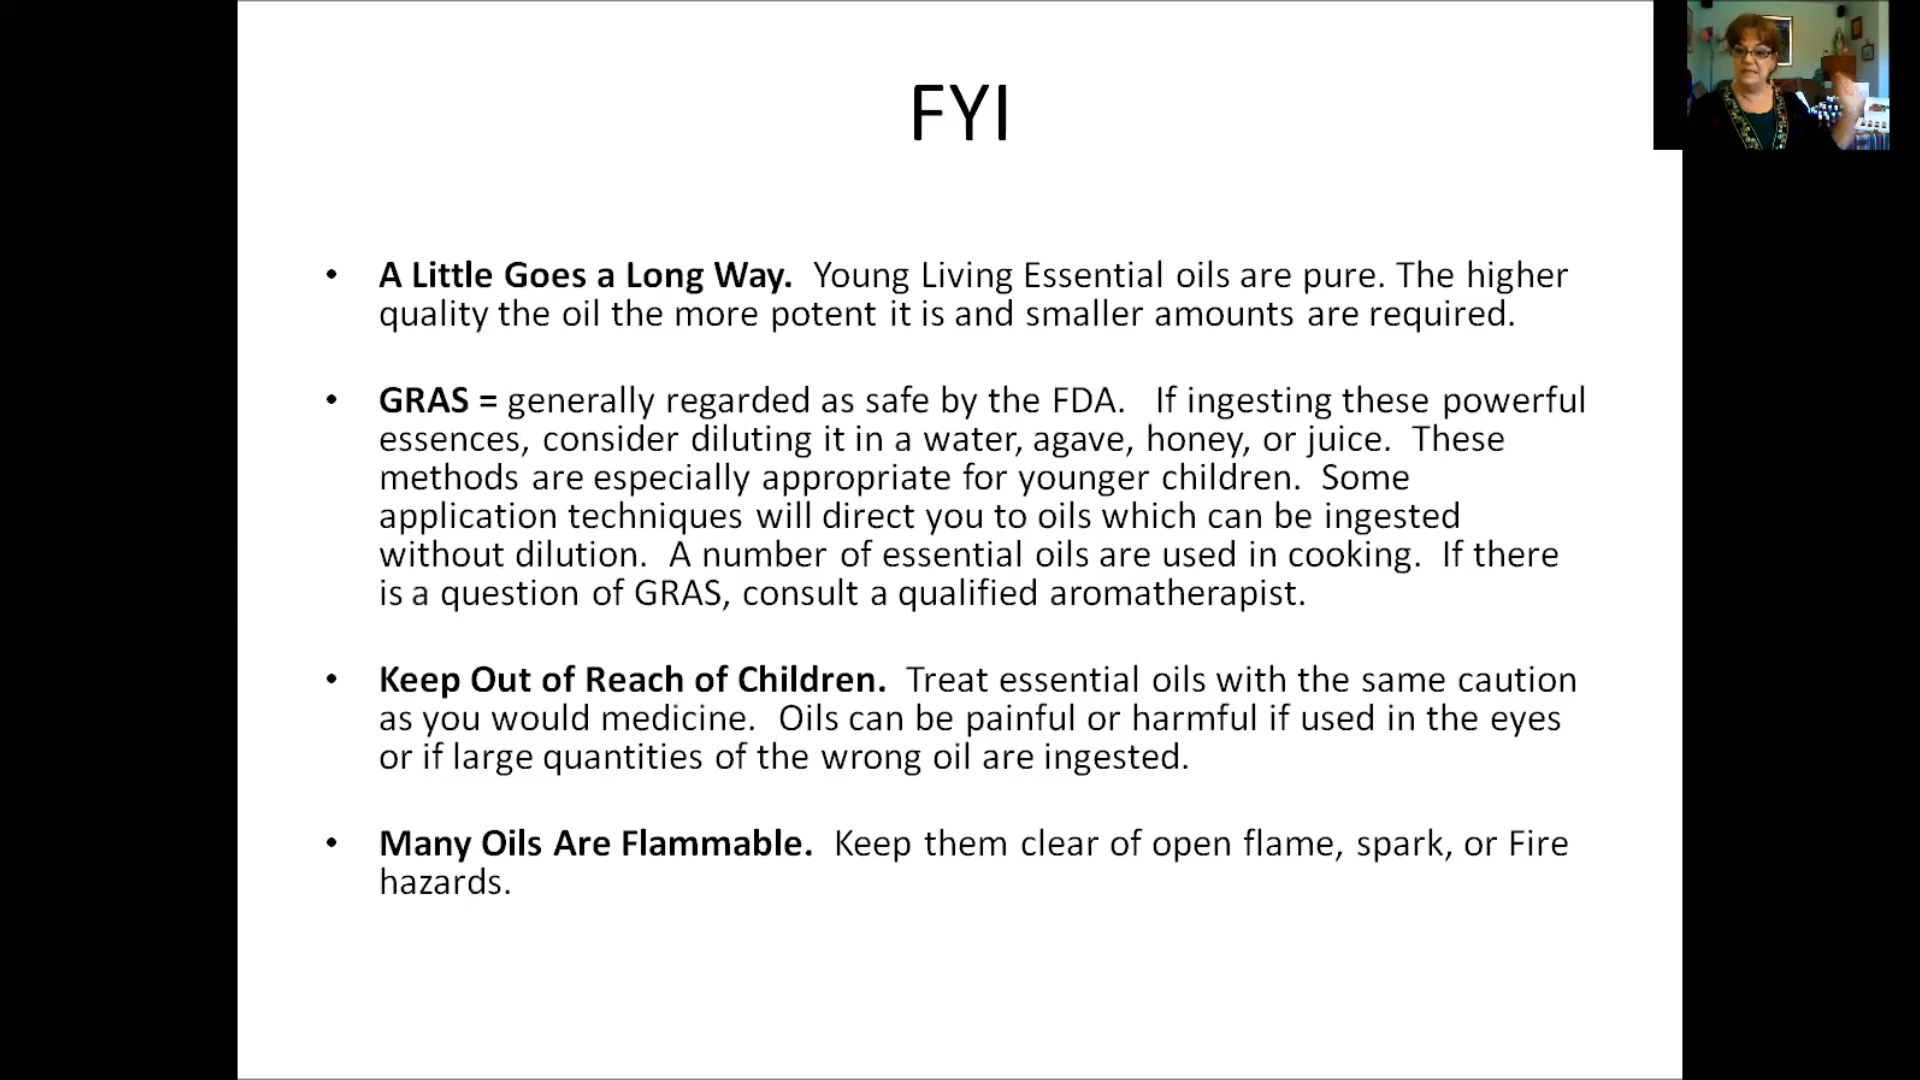 FYI
• A Little Goes a Long Way. Young Living Essential oils are pure. The higher
quality the oil the more potent it is and smaller amounts are required.
• GRAS = generally regarded as safe by the FDA. If ingesting these powerful
essences, consider diluting it in a water, agave, honey, or juice. These
methods are especially appropriate for younger children. Some
application techniques will direct you to oils which can be ingested
without dilution. A number of essential oils are used in cooking. If there
is a question of GRAS, consult a qualified aromatherapist.
• Keep Out of Reach of Children. Treat essential oils with the same caution
as you would medicine. Oils can be painful or harmful if used in the eyes
or if large quantities of the wrong oil are ingested.
• Many Oils Are Flammable. Keep them clear of open flame, spark, or Fire
hazards.